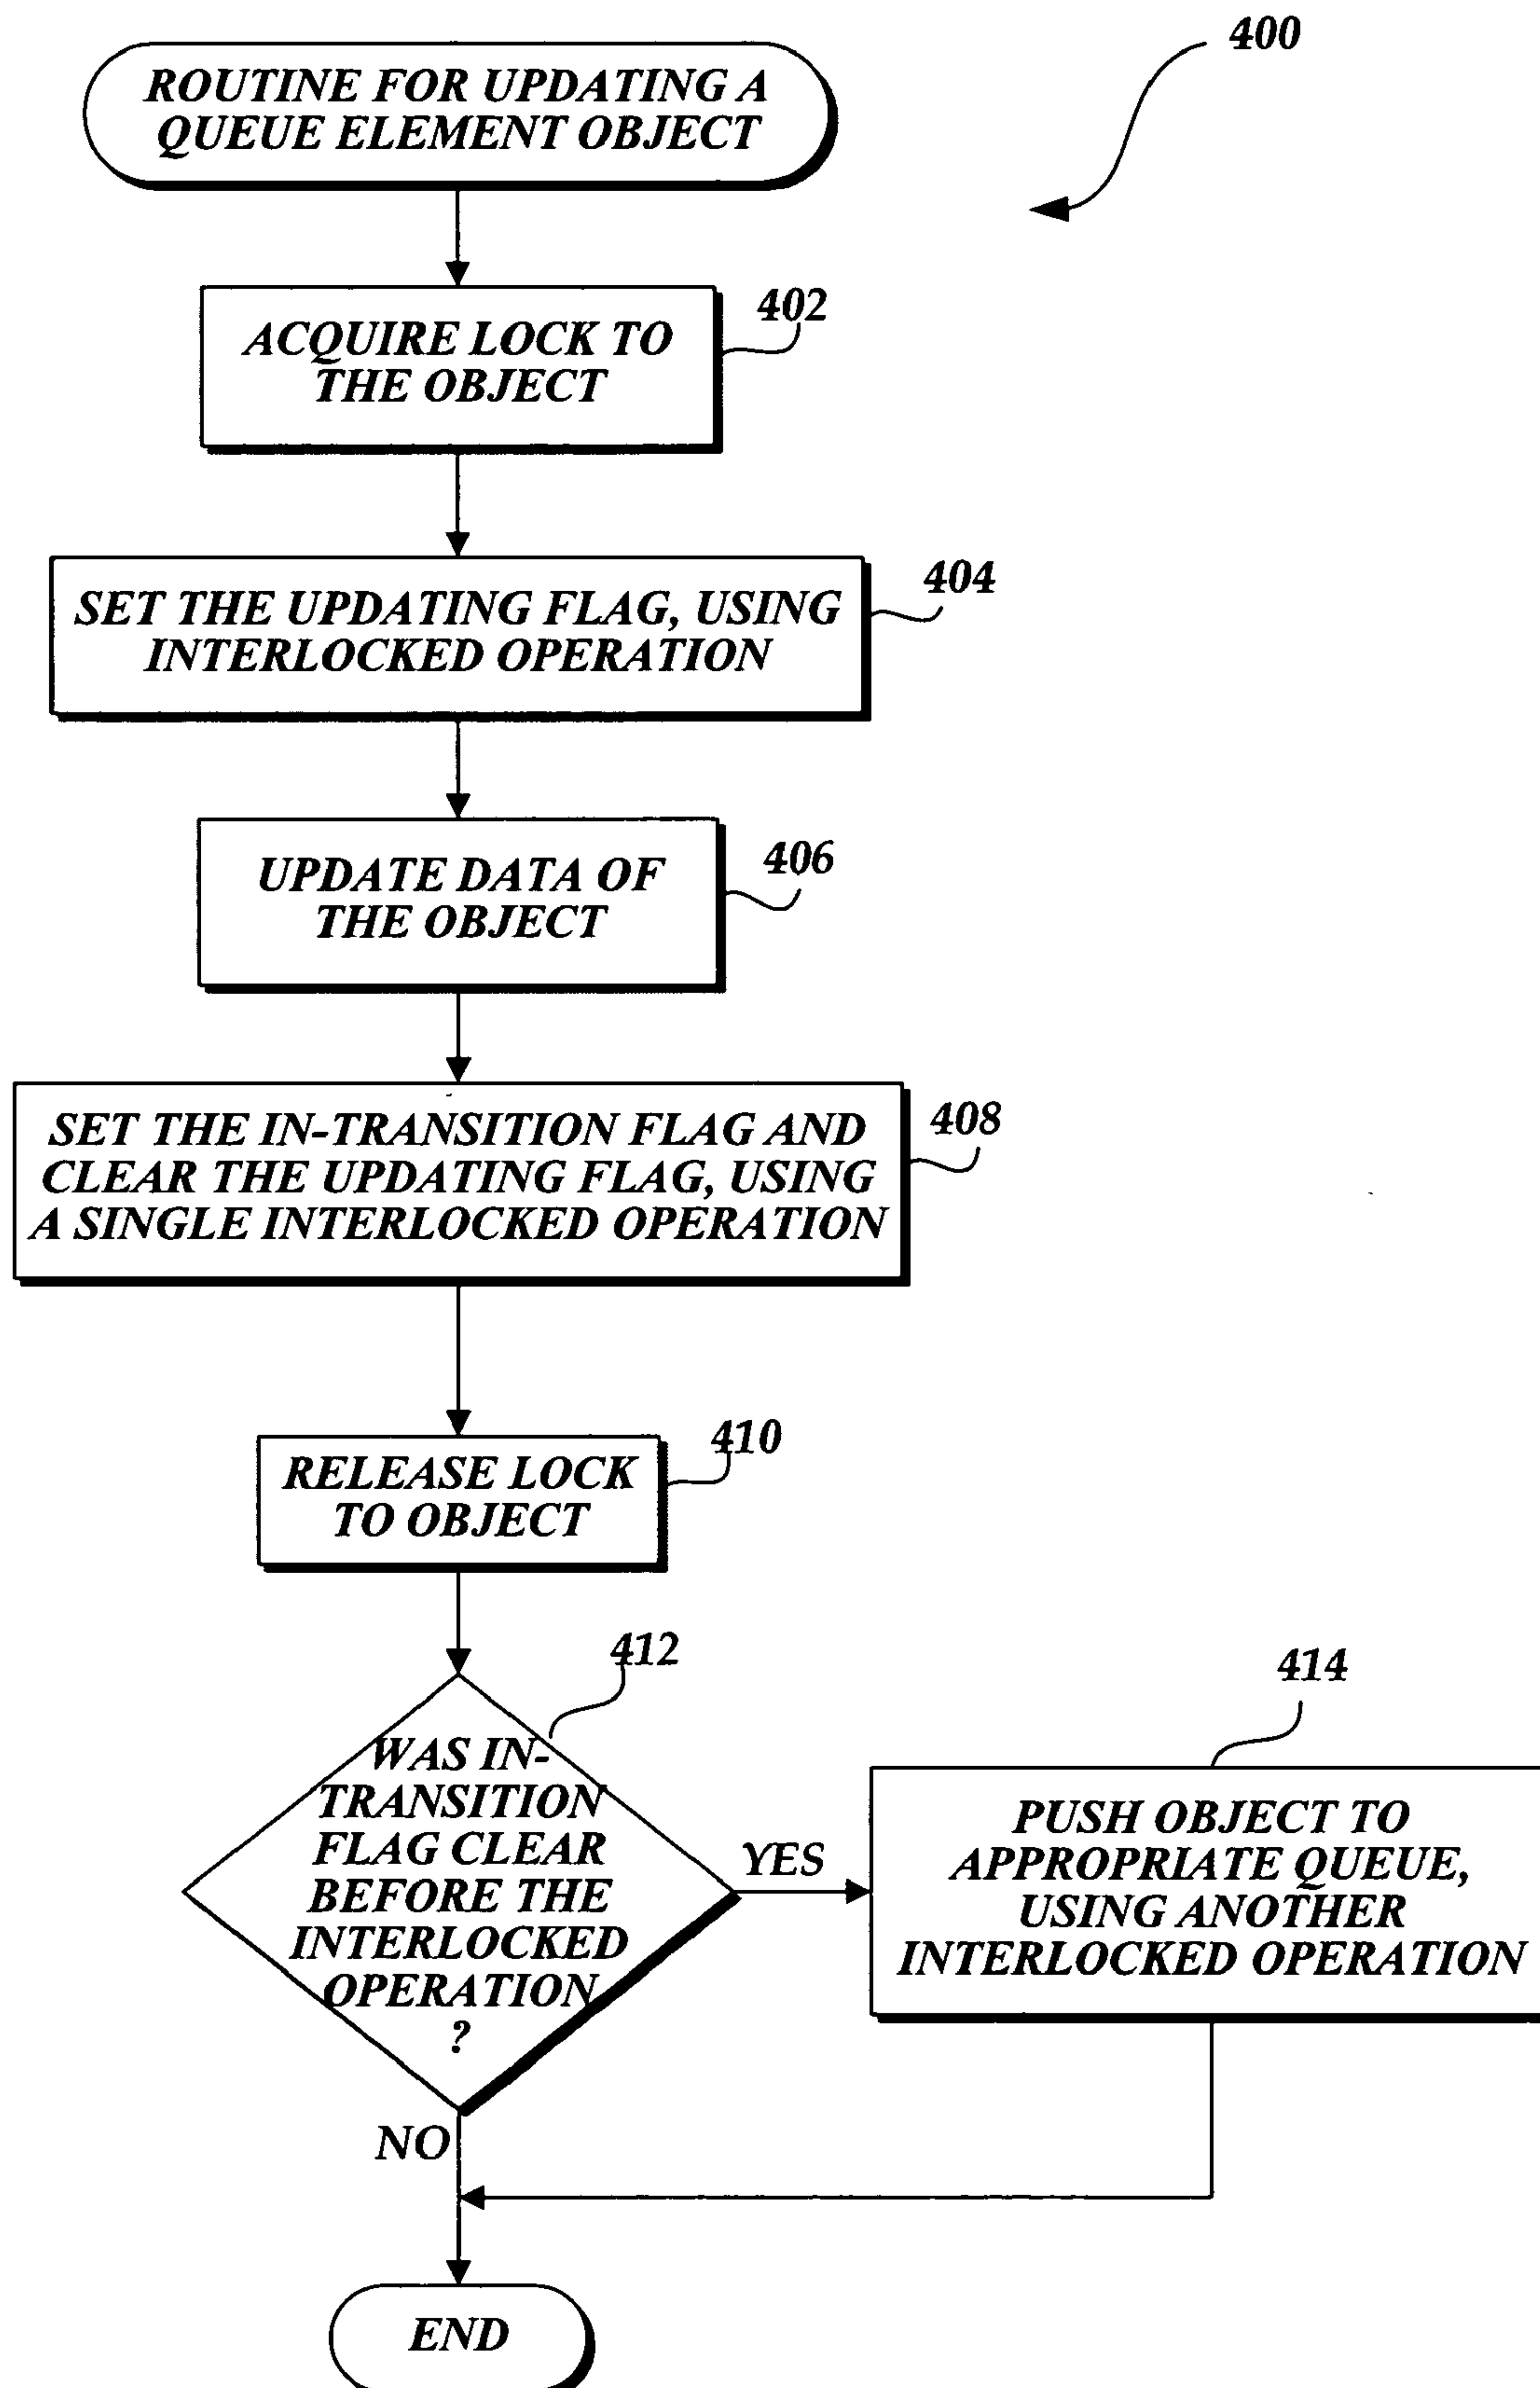 400
ROUTINE FOR UPDATING A
QUEUE ELEMENT OBJECT
402
ACQUIRE LOCK TO
THE OBJECT
404
SET THE UPDATING FLAG, USING
INTERLOCKED OPERATION
406
UPDATE DATA OF
THE OBJECT
408
SET THE IN-TRANSITION FLAG AND
CLEAR THE UPDATING FLAG, USING
A SINGLE INTERLOCKED OPERATION
410
RELEASE LOCK
TO OBJECT
412
WAS IN-
TRANSITION
FLAG CLEAR
BEFORE THE
INTERLOCKED
OPERATION
?
YES
414
PUSH OBJECT TO
APPROPRIATE QUEUE,
USING ANOTHER
INTERLOCKED OPERATION
NO
END